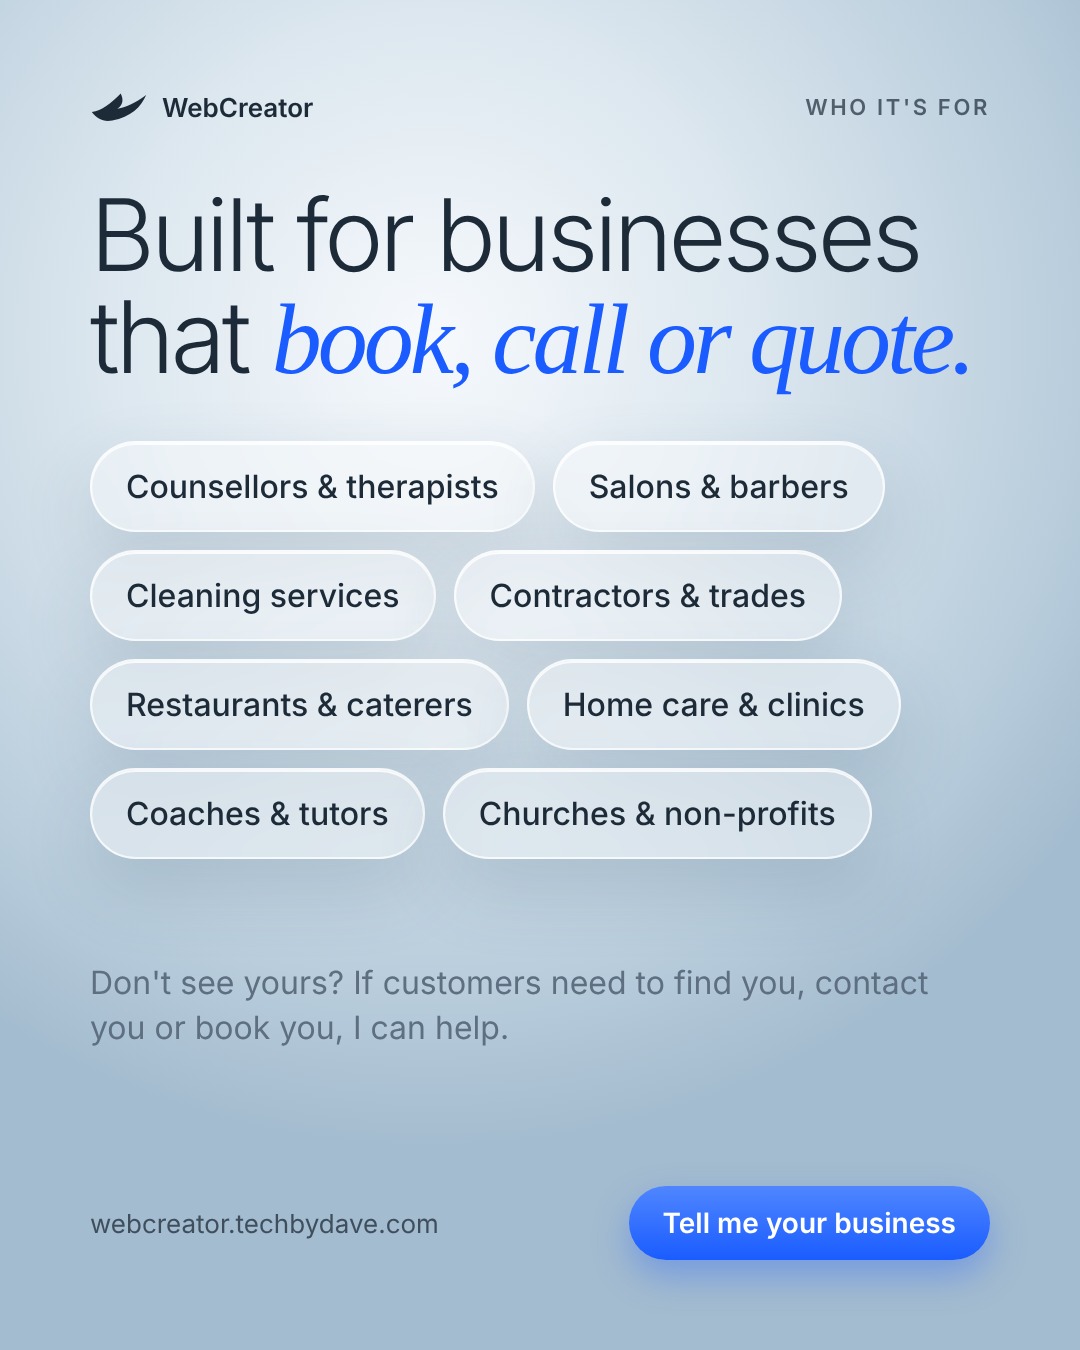 WebCreator
WHO IT'S FOR
Built for businesses
that book, call or quote.
Counsellors & therapists
Salons & barbers
Cleaning services
Contractors & trades
Restaurants & caterers
Home care & clinics
Coaches & tutors
Churches & non-profits
Don't see yours? If customers need to find you, contact
you or book you, I can help.
webcreator.techbydave.com
Tell me your business